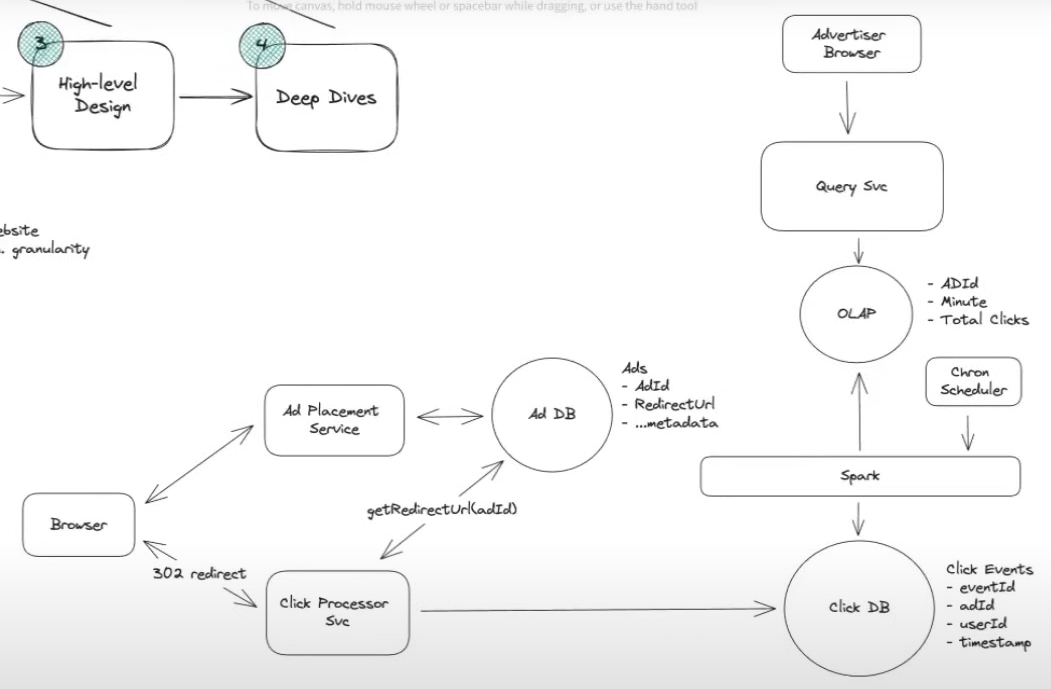 To move canvas, hold mouse wheel or spacebar while dragging, or use the hand tool
3
High-level
Design
4
Deep Dives
ebsite
. granularity
Advertiser
Browser
Query Svc
OLAP
- ADId
- Minute
- Total Clicks
Chron
Scheduler
Spark
Ad Placement
Service
Ad DB
Ads
- AdId
- RedirectUrl
- ...metadata
getRedirectUrl(adId)
Browser
302 redirect
Click Processor
Svc
Click DB
Click Events
- eventId
- adId
- userId
- timestamp